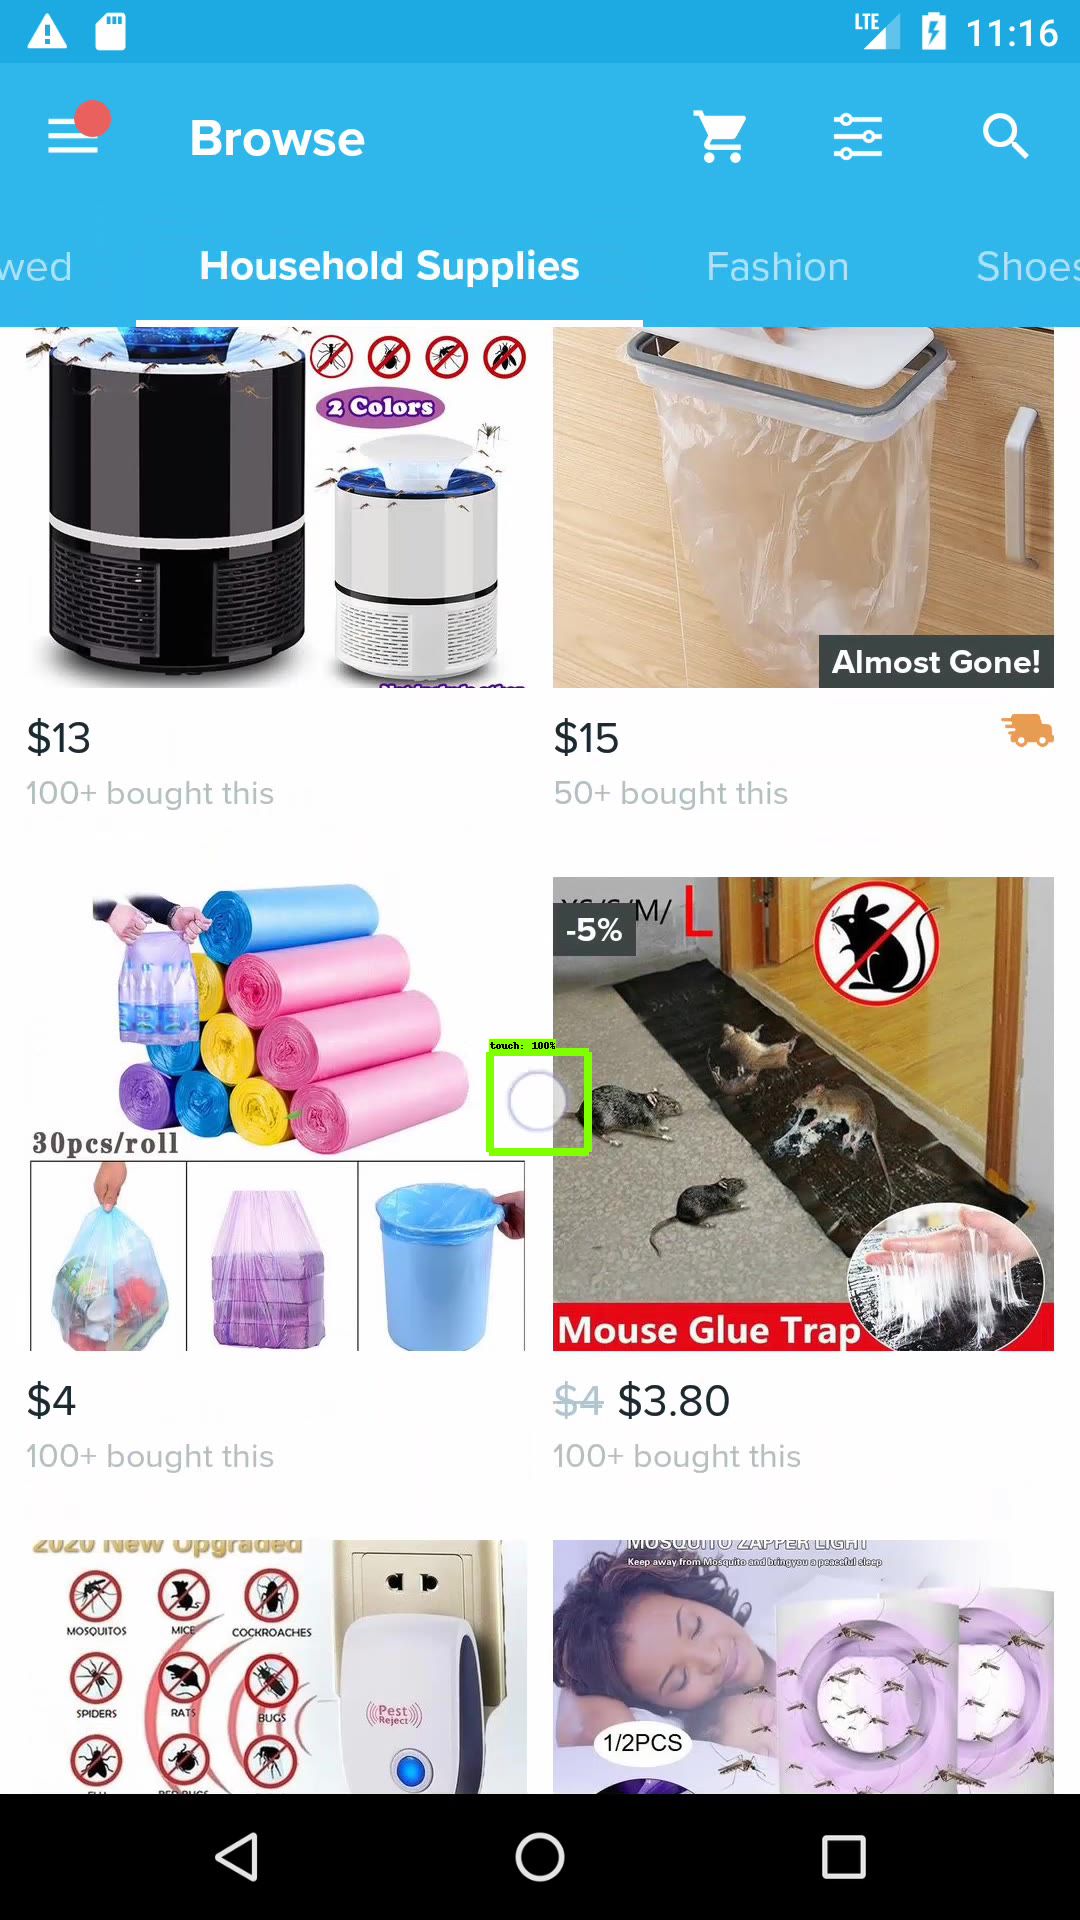 LTE 11:16
Browse
wed Household Supplies Fashion Shoes
2 Colors
Almost Gone!
$13
100+ bought this
$15
50+ bought this
-5%
M/ L
touch: 100%
30pcs/roll
Mouse Glue Trap
$4
100+ bought this
$4 $3.80
100+ bought this
2020 New Upgraded
MOSQUITOS MICE COCKROACHES
SPIDERS RATS BUGS
Pest
Reject
MOSQUITO ZAPPER LIGHT
Keep away from Mosquito and bringyou a peaceful sleep
1/2PCS